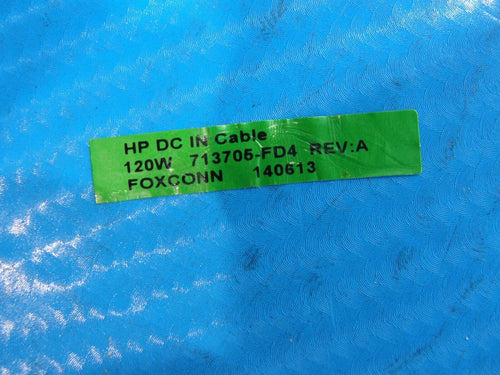 HP DC IN Cable
120W 713705-FD4 REV:A
FOXCONN 140613